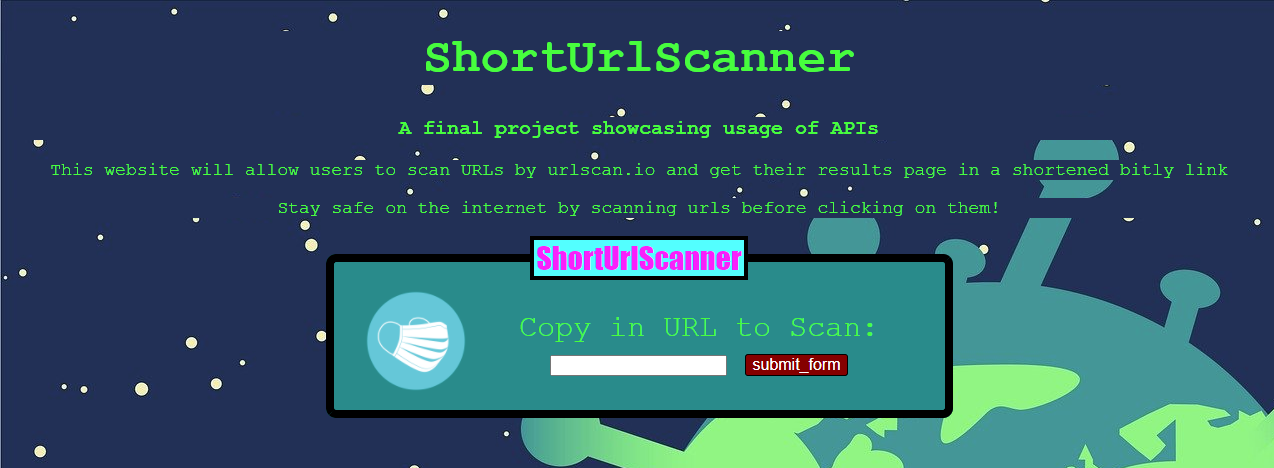 ShortUrlScanner
A final project showcasing usage of APIs
This website will allow users to scan URLs by urlscan.io and get their results page in a shortened bitly link
Stay safe on the internet by scanning urls before clicking on them!
ShortUrlScanner
Copy in URL to Scan:
submit_form